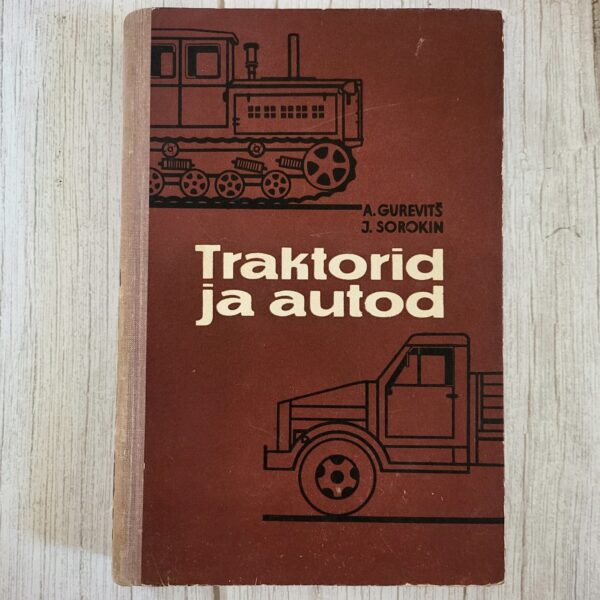 A. GUREVITŠ
J. SOROKIN
Traktorid
ja autod